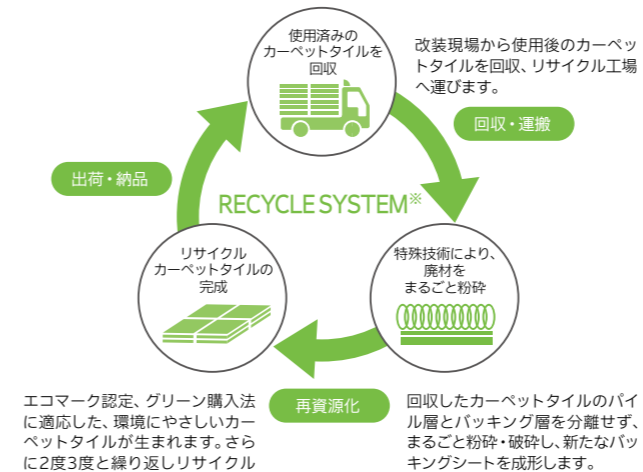 使用済みの
カーペットタイルを
回収
改装現場から使用後のカーペッ
トタイルを回収、リサイクル工場
へ運びます。
回収・運搬
出荷・納品
RECYCLE SYSTEM※
リサイクル
カーペットタイルの
完成
特殊技術により、
廃材を
まるごと粉砕
再資源化
エコマーク認定、グリーン購入法
に適応した、環境にやさしいカー
ペットタイルが生まれます。さら
に2度3度と繰り返しリサイクル
回収したカーペットタイルのパイ
ル層とバッキング層を分離せず、
まるごと粉砕・破砕し、新たなバッ
キングシートを成形します。